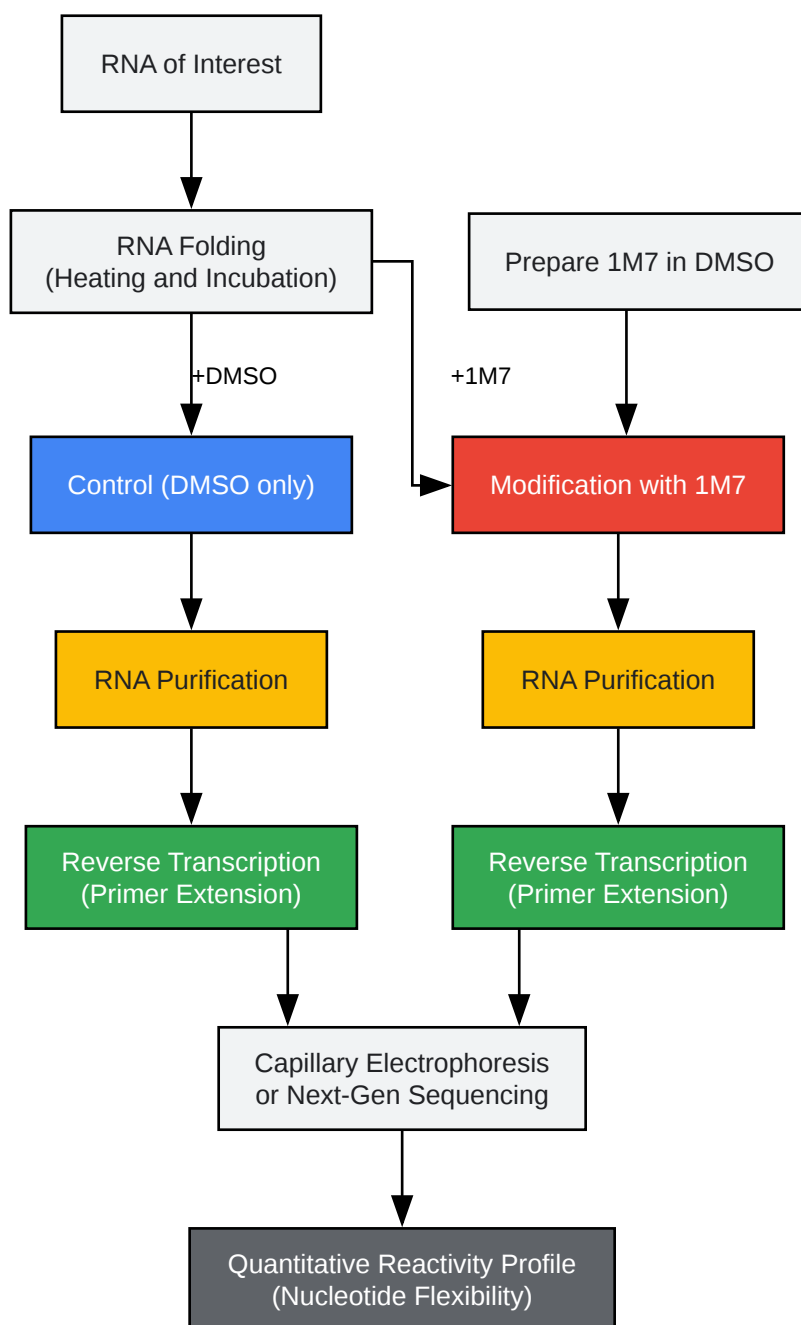 RNA of Interest
RNA Folding
(Heating and Incubation)
Prepare 1M7 in DMSO
+DMSO
+1M7
Control (DMSO only)
Modification with 1M7
RNA Purification
RNA Purification
Reverse Transcription
(Primer Extension)
Reverse Transcription
(Primer Extension)
Capillary Electrophoresis
or Next-Gen Sequencing
Quantitative Reactivity Profile
(Nucleotide Flexibility)